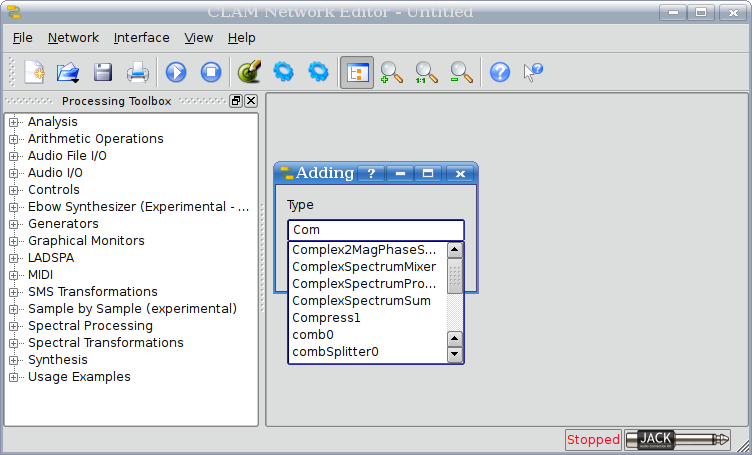 CLAM Network Editor - Untitled
File Network Interface View Help
1:1
Processing Toolbox
Analysis
Arithmetic Operations
Audio File I/O
Audio I/O
Controls
Ebow Synthesizer (Experimental - ...
Generators
Graphical Monitors
LADSPA
MIDI
SMS Transformations
Sample by Sample (experimental)
Spectral Processing
Spectral Transformations
Synthesis
Usage Examples
Adding ?
Type
Com
Complex2MagPhaseS...
ComplexSpectrumMixer
ComplexSpectrumPro...
ComplexSpectrumSum
Compress1
comb0
combSplitter0
Stopped
JACK